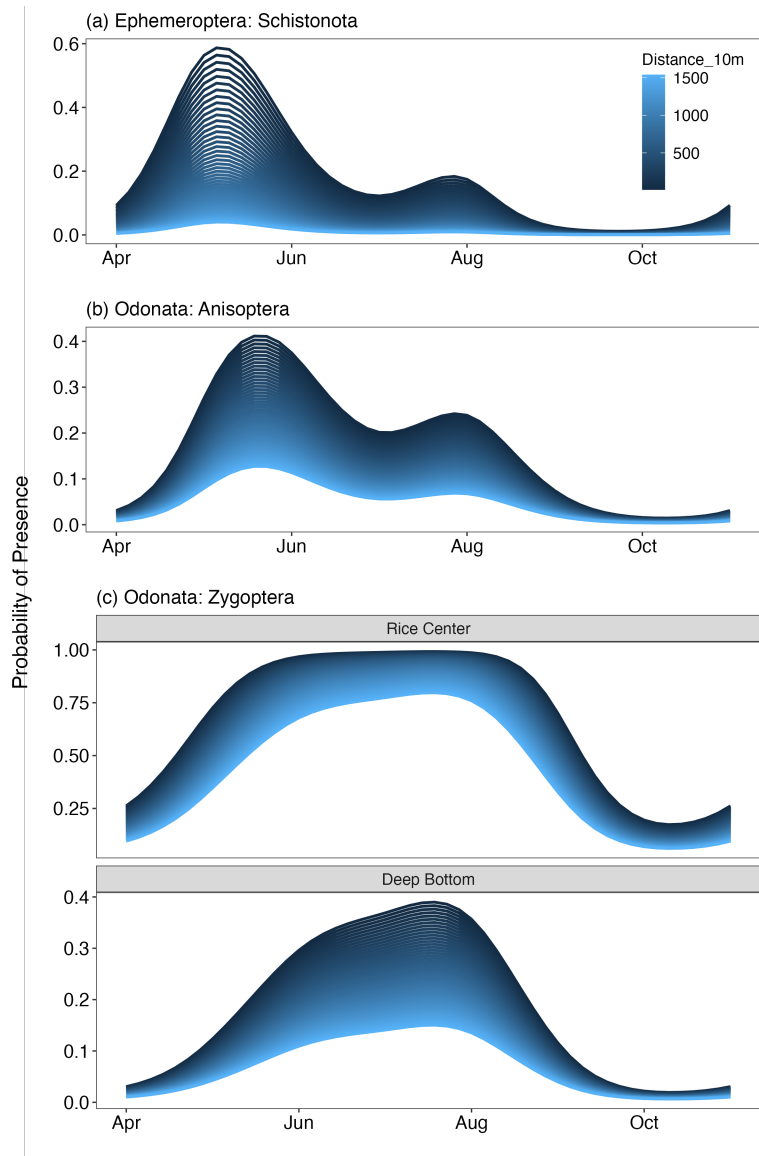 (a) Ephemeroptera: Schistonota
0.6
0.4
0.2
0.0
Distance_10m
1500
1000
500
Apr Jun Aug Oct
(b) Odonata: Anisoptera
0.4
0.3
0.2
0.1
0.0
Apr Jun Aug Oct
Probability of Presence
(c) Odonata: Zygoptera
Rice Center
1.00
0.75
0.50
0.25
Deep Bottom
0.4
0.3
0.2
0.1
0.0
Apr Jun Aug Oct